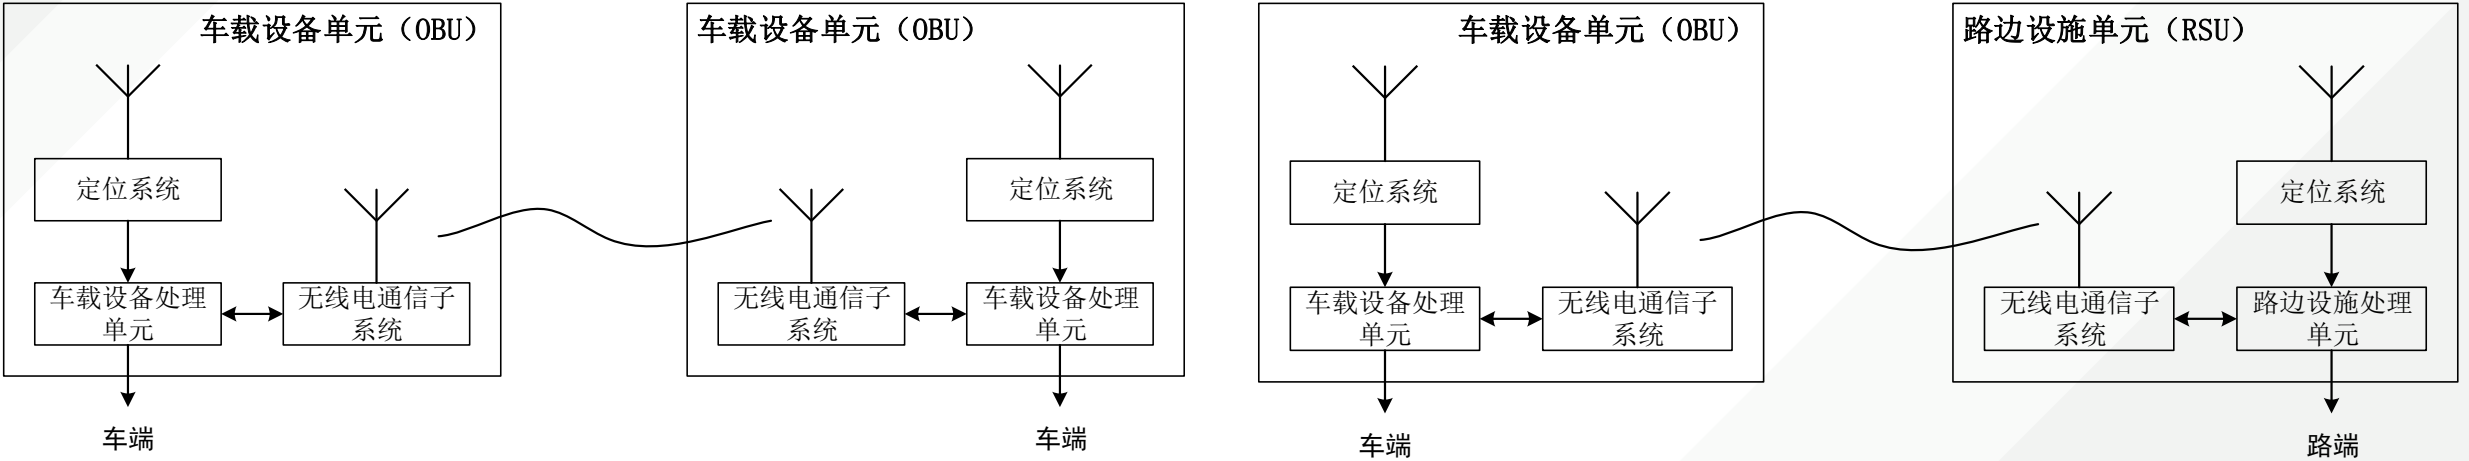 车载设备单元（OBU）
定位系统
车载设备处理
单元
无线电通信子
系统
车端
车载设备单元（OBU）
定位系统
无线电通信子
系统
车载设备处理
单元
车端
车载设备单元（OBU）
定位系统
车载设备处理
单元
无线电通信子
系统
车端
路边设施单元（RSU）
定位系统
无线电通信子
系统
路边设施处理
单元
路端